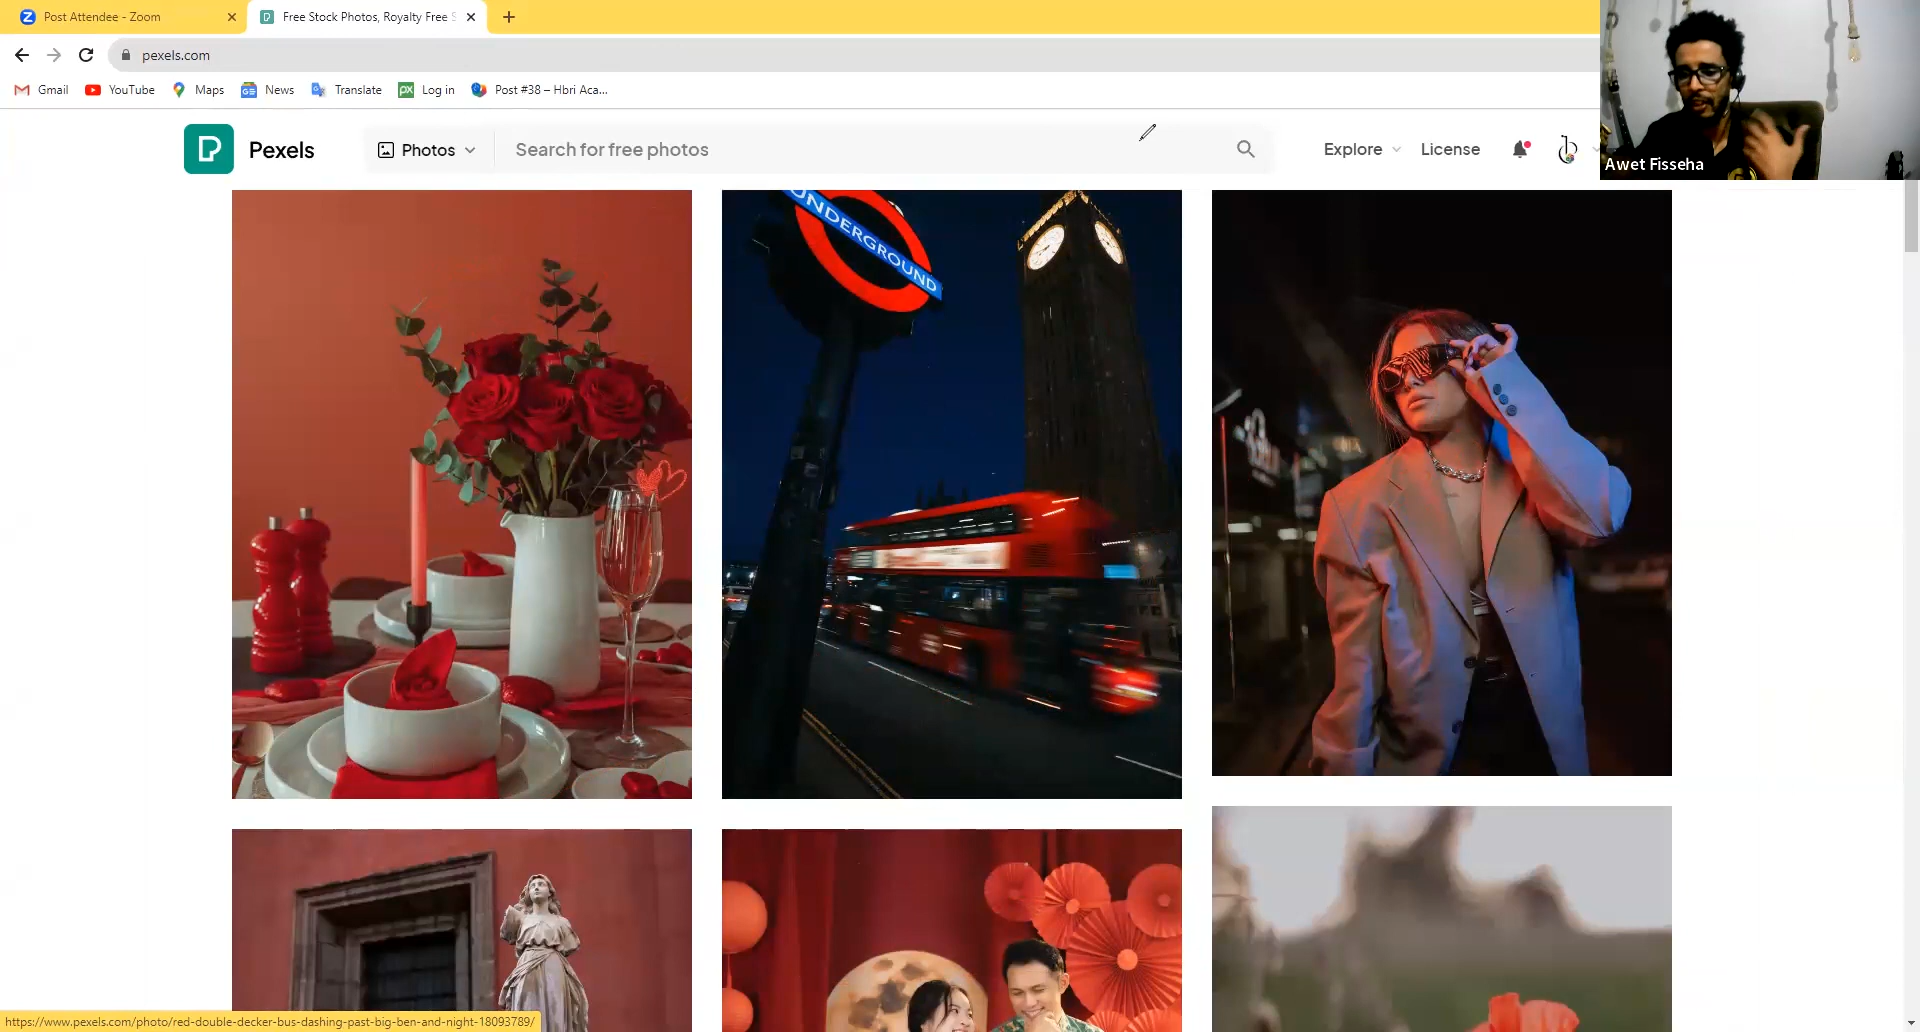 Post Attendee - Zoom
Free Stock Photos, Royalty Free S
pexels.com
Gmail
YouTube
Maps
News
Translate
Log in
Post #38 – Hbri Aca...
Pexels
Photos
Search for free photos
Explore
License
Awet Fisseha
UNDERGROUND
https://www.pexels.com/photo/red-double-decker-bus-dashing-past-big-ben-and-night-18093789/